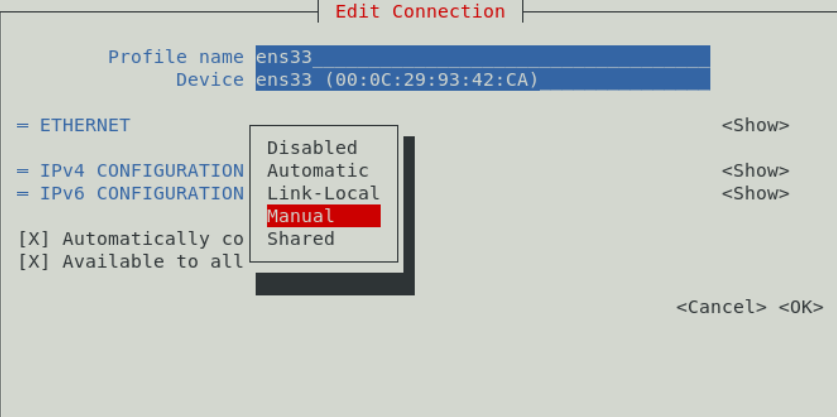 Edit Connection
Profile name ens33
Device ens33 (00:0C:29:93:42:CA)
═ ETHERNET <Show>
Disabled
Automatic
Link-Local
Manual
Shared
═ IPv4 CONFIGURATION <Show>
═ IPv6 CONFIGURATION <Show>
[X] Automatically co
[X] Available to all
<Cancel> <OK>